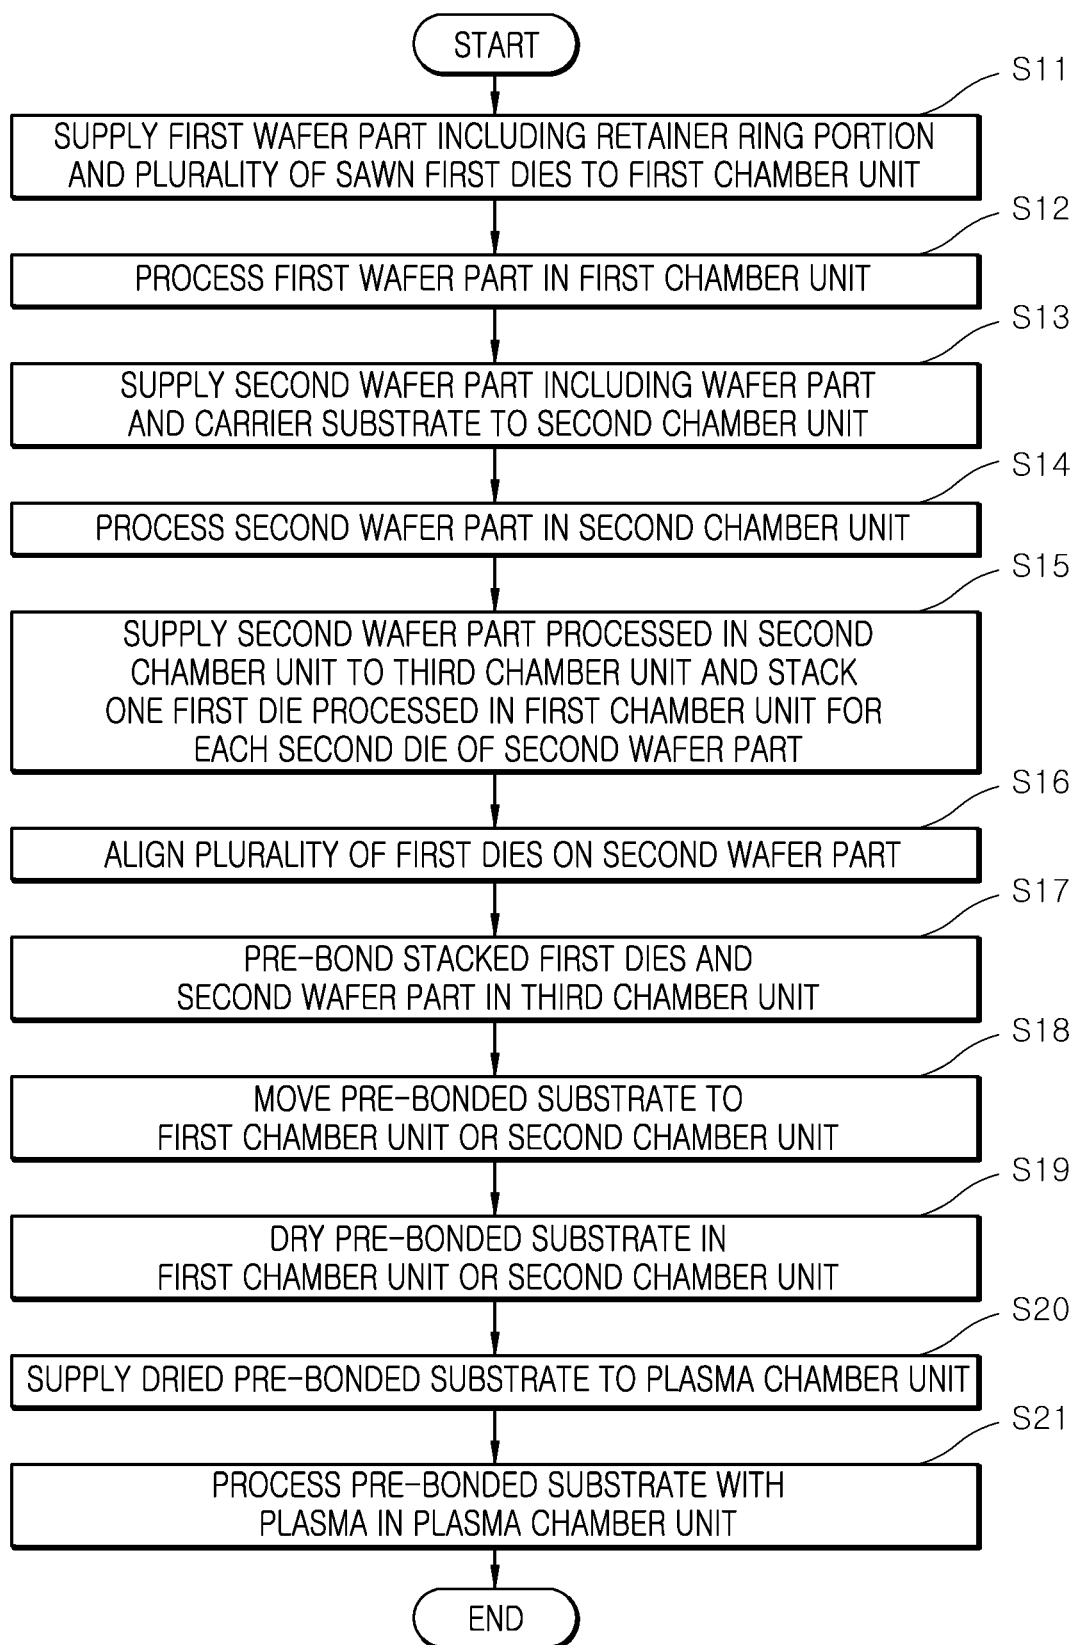 START
S11
SUPPLY FIRST WAFER PART INCLUDING RETAINER RING PORTION
AND PLURALITY OF SAWN FIRST DIES TO FIRST CHAMBER UNIT
S12
PROCESS FIRST WAFER PART IN FIRST CHAMBER UNIT
S13
SUPPLY SECOND WAFER PART INCLUDING WAFER PART
AND CARRIER SUBSTRATE TO SECOND CHAMBER UNIT
S14
PROCESS SECOND WAFER PART IN SECOND CHAMBER UNIT
S15
SUPPLY SECOND WAFER PART PROCESSED IN SECOND
CHAMBER UNIT TO THIRD CHAMBER UNIT AND STACK
ONE FIRST DIE PROCESSED IN FIRST CHAMBER UNIT FOR
EACH SECOND DIE OF SECOND WAFER PART
S16
ALIGN PLURALITY OF FIRST DIES ON SECOND WAFER PART
S17
PRE-BOND STACKED FIRST DIES AND
SECOND WAFER PART IN THIRD CHAMBER UNIT
S18
MOVE PRE-BONDED SUBSTRATE TO
FIRST CHAMBER UNIT OR SECOND CHAMBER UNIT
S19
DRY PRE-BONDED SUBSTRATE IN
FIRST CHAMBER UNIT OR SECOND CHAMBER UNIT
S20
SUPPLY DRIED PRE-BONDED SUBSTRATE TO PLASMA CHAMBER UNIT
S21
PROCESS PRE-BONDED SUBSTRATE WITH
PLASMA IN PLASMA CHAMBER UNIT
END